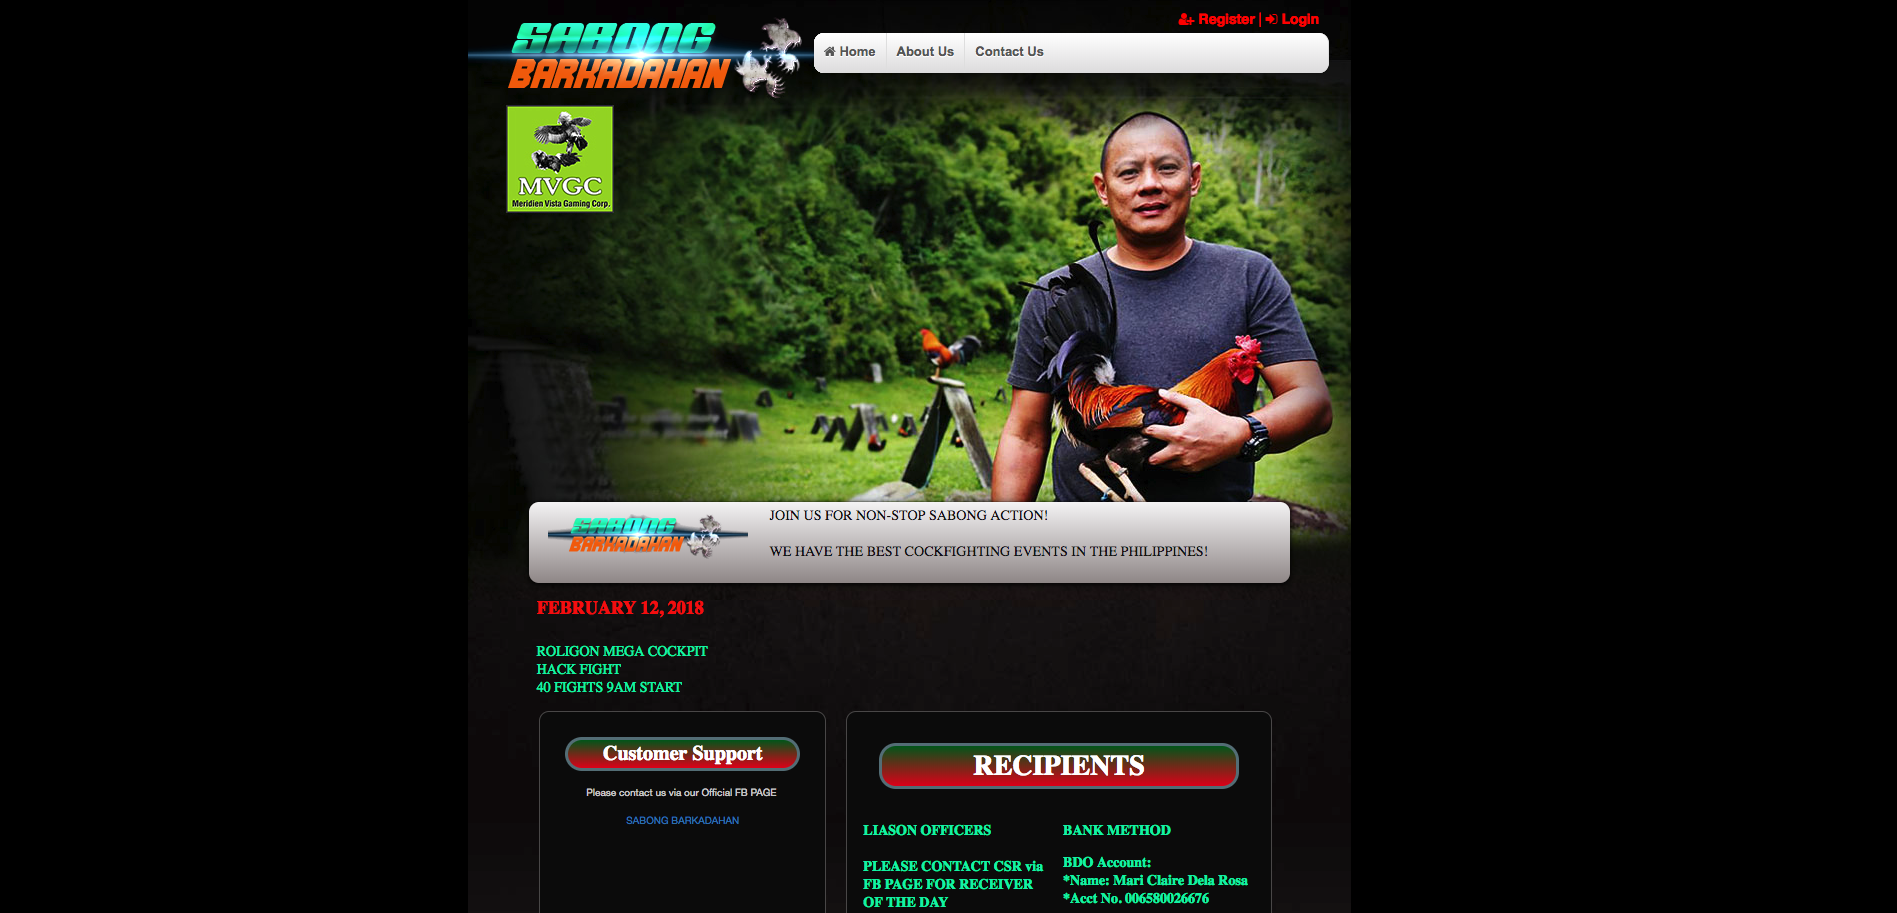 Register | Login
SABONG
BARKADAHAN
Home About Us Contact Us
MVGC
Meridien Vista Gaming Corp.
SABONG
BARKADAHAN
JOIN US FOR NON-STOP SABONG ACTION!
WE HAVE THE BEST COCKFIGHTING EVENTS IN THE PHILIPPINES!
FEBRUARY 12, 2018
ROLIGON MEGA COCKPIT
HACK FIGHT
40 FIGHTS 9AM START
Customer Support
Please contact us via our Official FB PAGE
SABONG BARKADAHAN
RECIPIENTS
LIASON OFFICERS
PLEASE CONTACT CSR via
FB PAGE FOR RECEIVER
OF THE DAY
BANK METHOD
BDO Account:
*Name: Mari Claire Dela Rosa
*Acct No. 006580026676